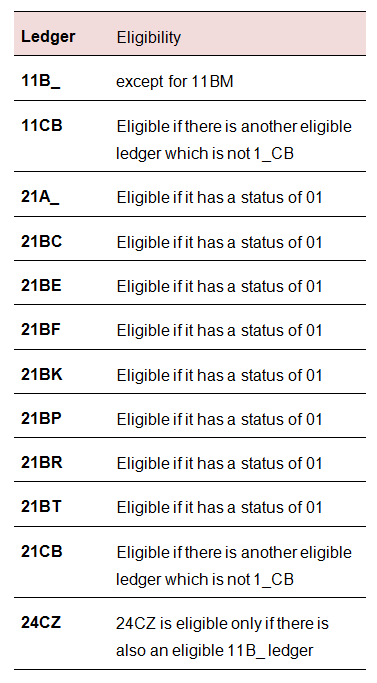 Ledger Eligibility
11B_ except for 11BM
11CB Eligible if there is another eligible
ledger which is not 1_CB
21A_ Eligible if it has a status of 01
21BC Eligible if it has a status of 01
21BE Eligible if it has a status of 01
21BF Eligible if it has a status of 01
21BK Eligible if it has a status of 01
21BP Eligible if it has a status of 01
21BR Eligible if it has a status of 01
21BT Eligible if it has a status of 01
21CB Eligible if there is another eligible
ledger which is not 1_CB
24CZ 24CZ is eligible only if there is
also an eligible 11B_ ledger